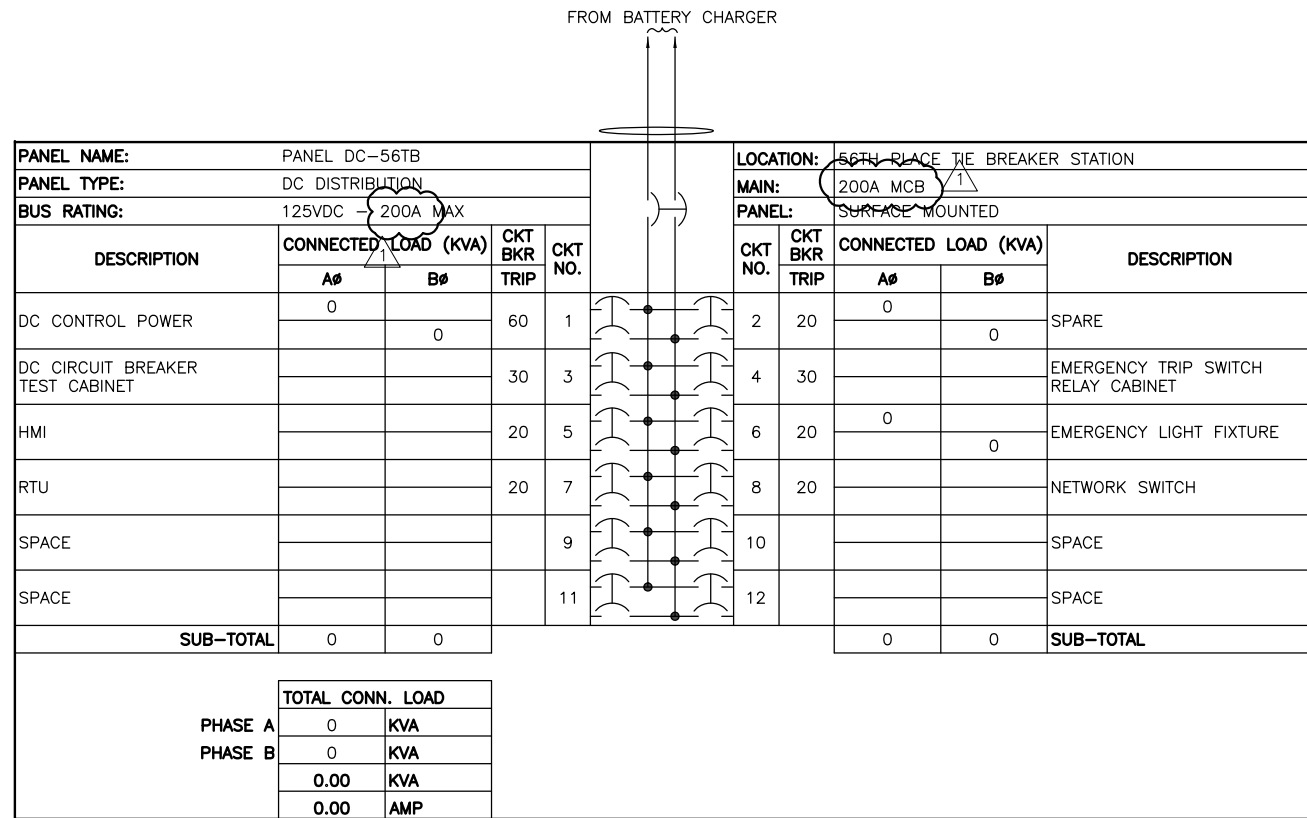 FROM BATTERY CHARGER
PANEL NAME: PANEL DC-56TB LOCATION: 56TH PLACE TIE BREAKER STATION
PANEL TYPE: DC DISTRIBUTION MAIN: 200A MCB 1
BUS RATING: 125VDC - 200A MAX PANEL: SURFACE MOUNTED
DESCRIPTION CONNECTED LOAD (KVA) CKT BKR CKT NO. CKT NO. CKT BKR CONNECTED LOAD (KVA) DESCRIPTION
1
AØ BØ TRIP TRIP AØ BØ
DC CONTROL POWER 0 0 60 1 2 20 0 0 SPARE
DC CIRCUIT BREAKER
TEST CABINET 30 3 4 30 EMERGENCY TRIP SWITCH
RELAY CABINET
HMI 20 5 6 20 0 0 EMERGENCY LIGHT FIXTURE
RTU 20 7 8 20 NETWORK SWITCH
SPACE 9 10 SPACE
SPACE 11 12 SPACE
SUB-TOTAL 0 0 0 0 SUB-TOTAL
TOTAL CONN. LOAD
PHASE A 0 KVA
PHASE B 0 KVA
0.00 KVA
0.00 AMP